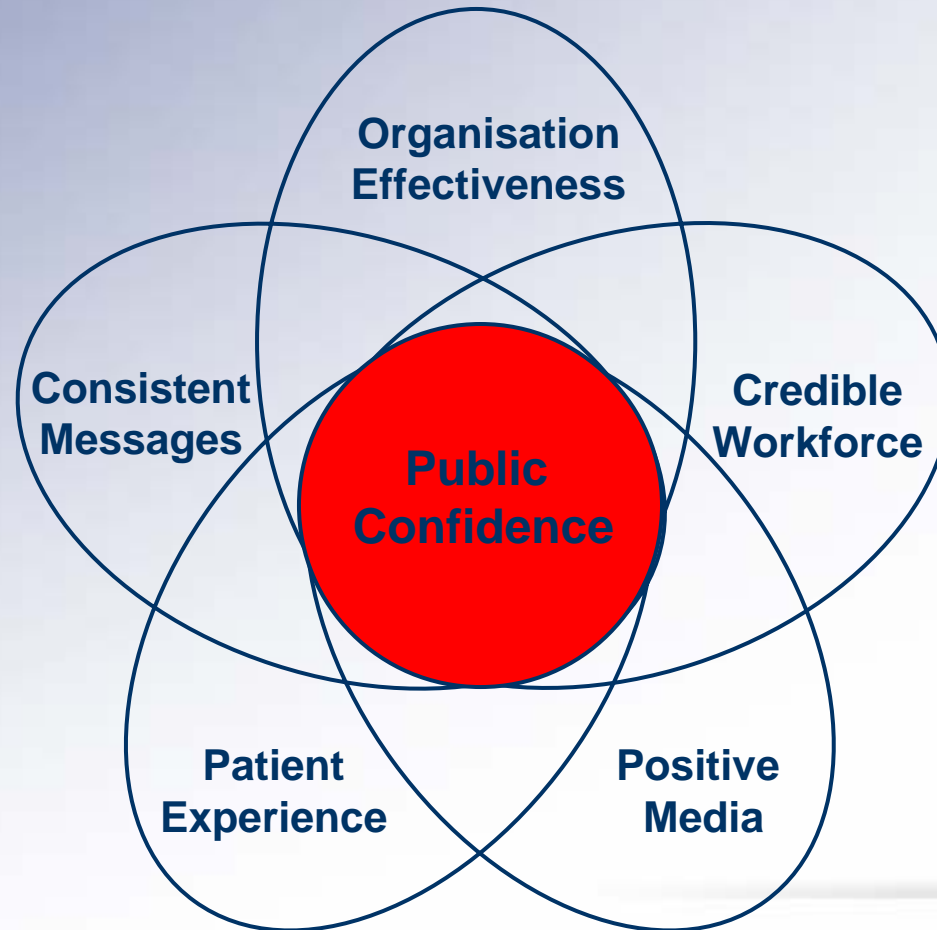 Organisation
Effectiveness
Consistent
Messages
Credible
Workforce
Public
Confidence
Patient
Experience
Positive
Media